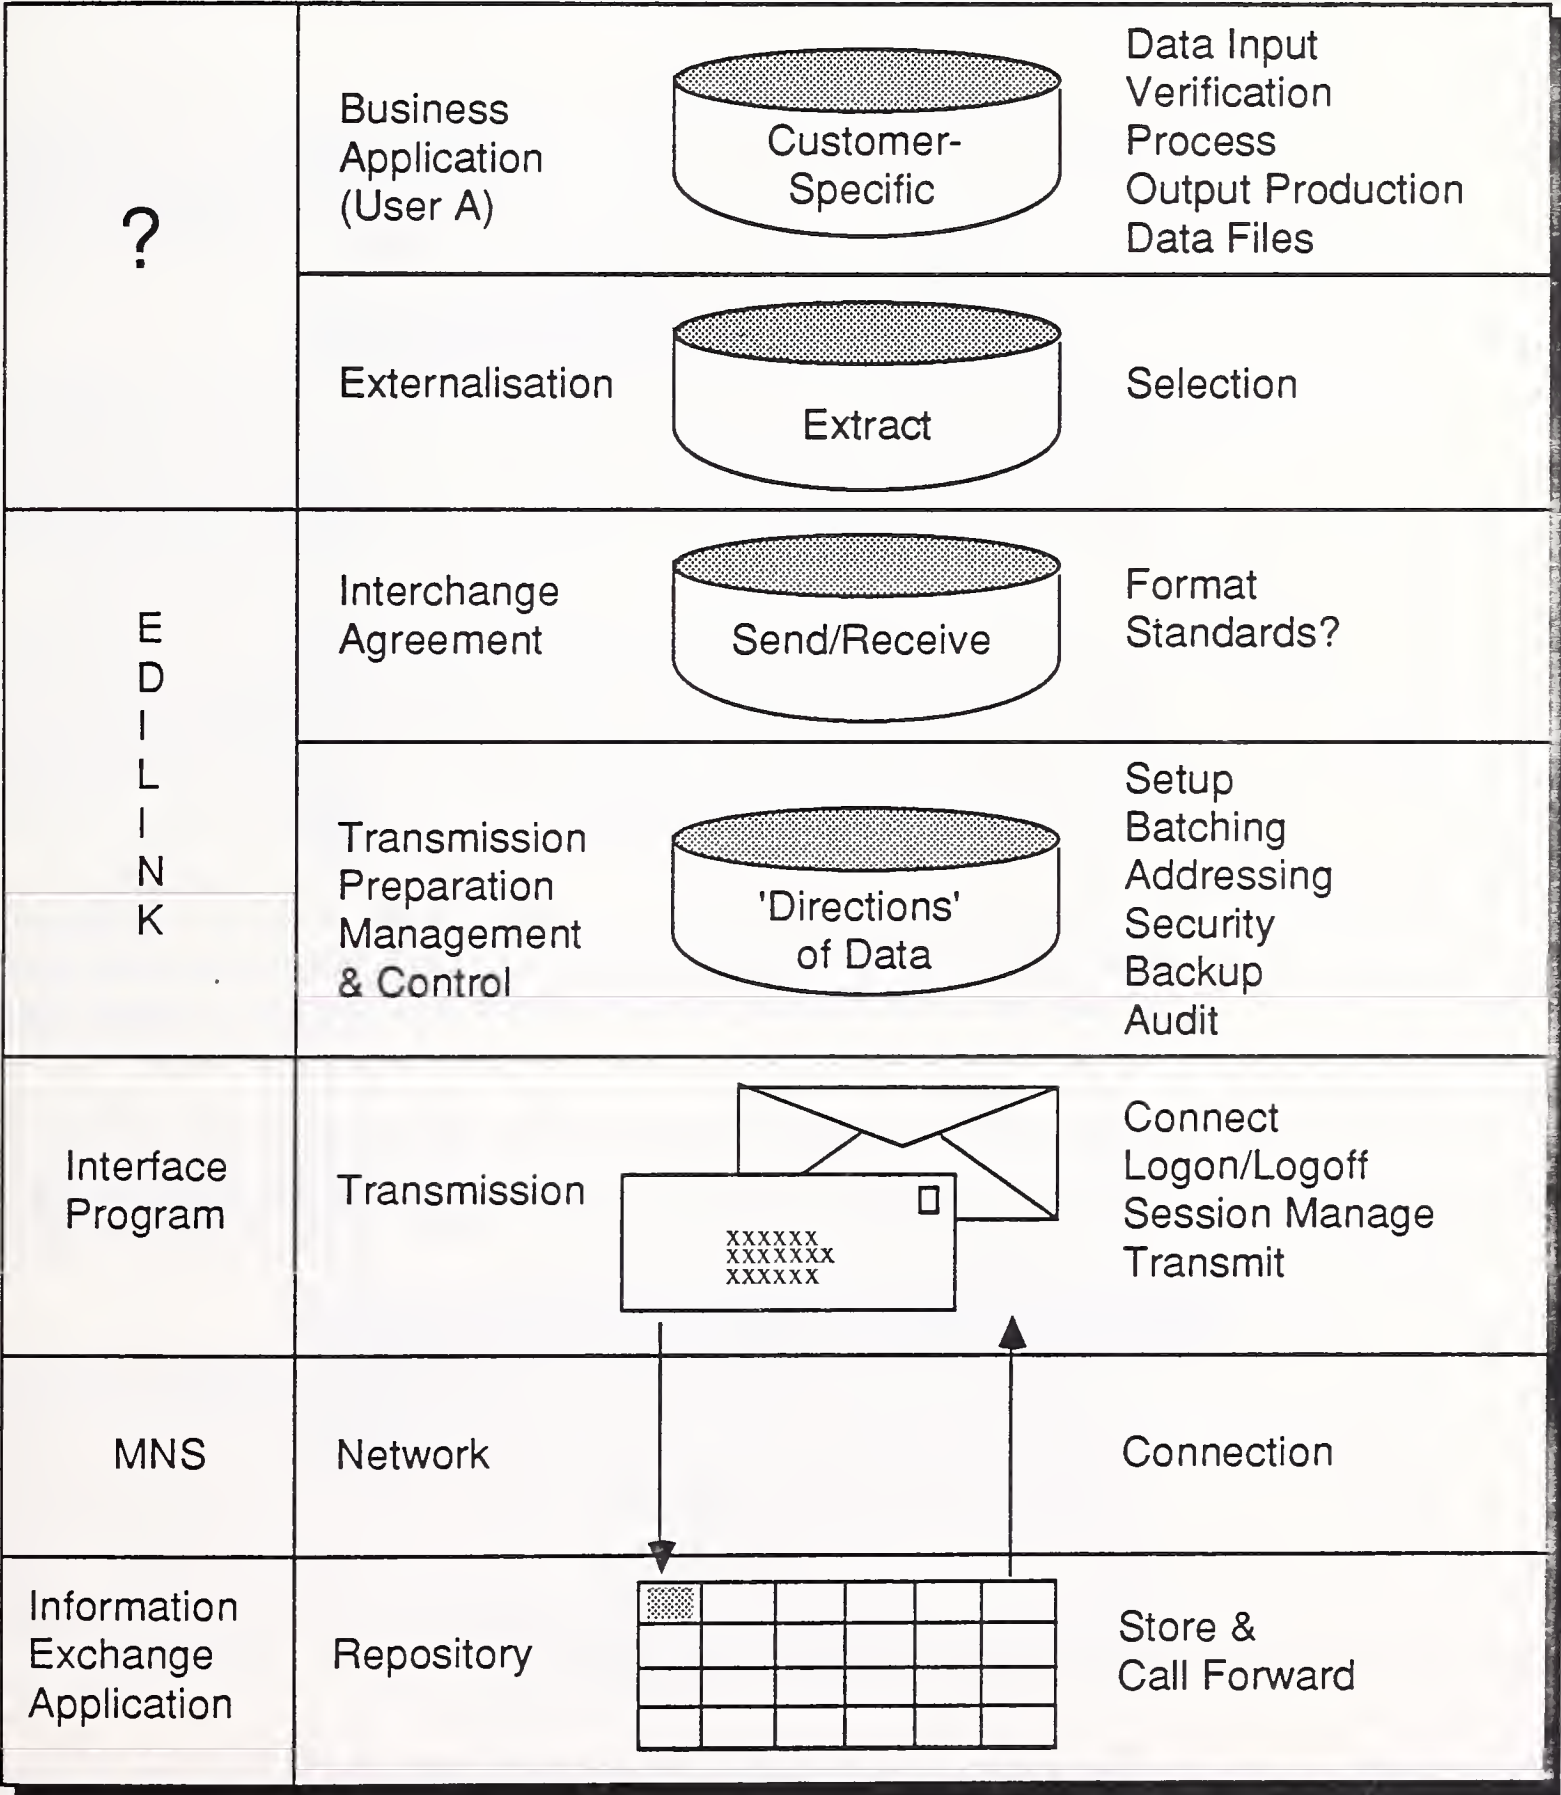 ?
Business
Application
(User A)
Customer-
Specific
Data Input
Verification
Process
Output Production
Data Files
Externalisation
Extract
Selection
E
D
I
L
I
N
K
Interchange
Agreement
Send/Receive
Format
Standards?
Transmission
Preparation
Management
& Control
'Directions'
of Data
Setup
Batching
Addressing
Security
Backup
Audit
Interface
Program
Transmission
xxxxxx
xxxxxxx
xxxxxx
Connect
Logon/Logoff
Session Manage
Transmit
MNS
Network
Connection
Information
Exchange
Application
Repository
Store &
Call Forward